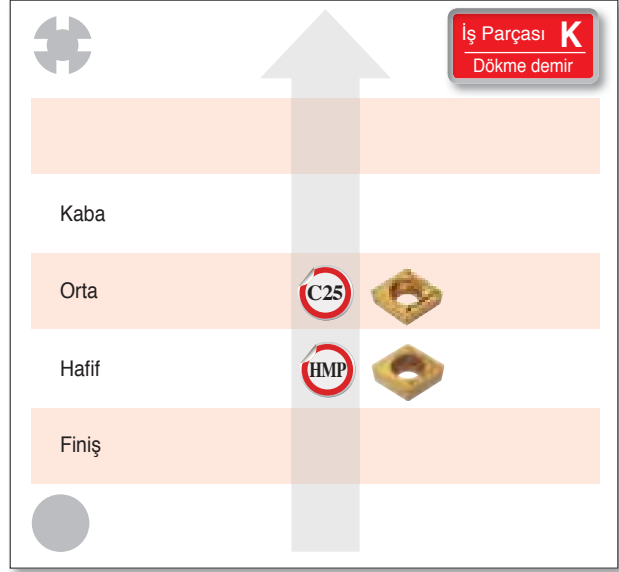 İş Parçası K
Dökme demir
Kaba
Orta
C25
Hafif
HMP
Finiş